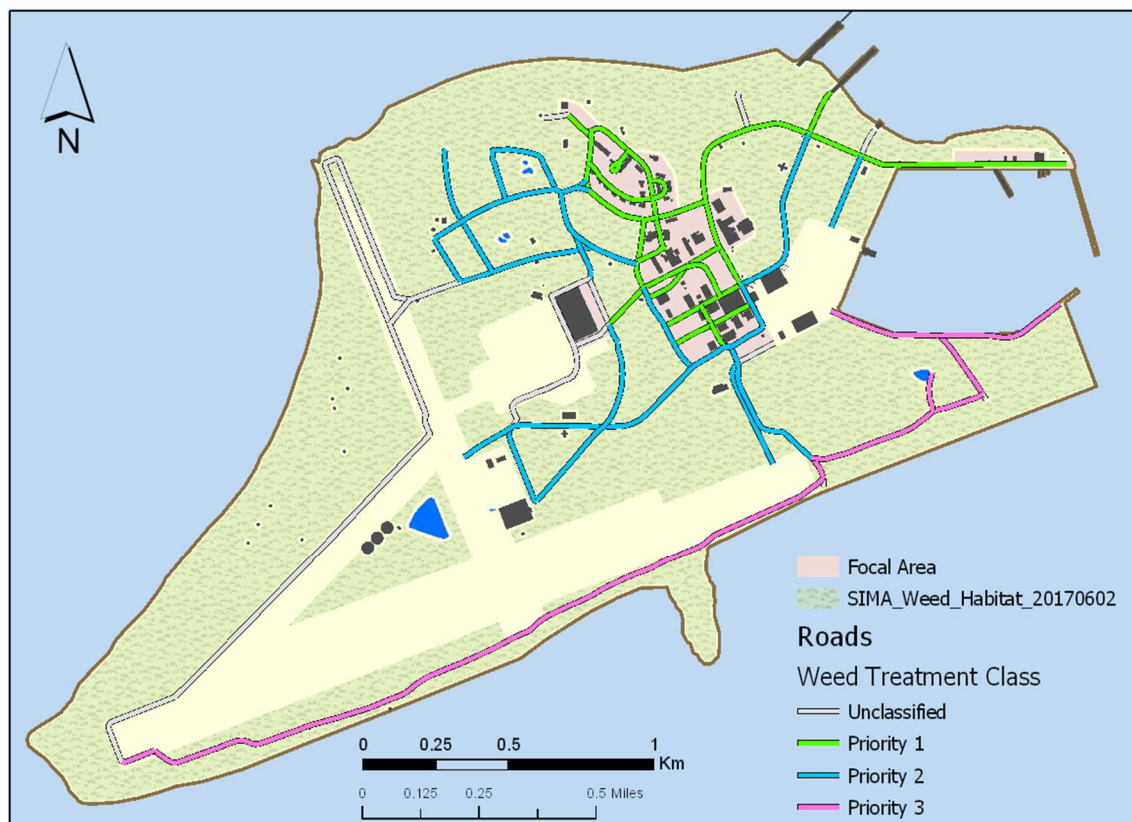 N
Focal Area
SIMA_Weed_Habitat_20170602
Roads
Weed Treatment Class
Unclassified
Priority 1
Priority 2
Priority 3
0 0.25 0.5 1
Km
0 0.125 0.25 0.5 Miles